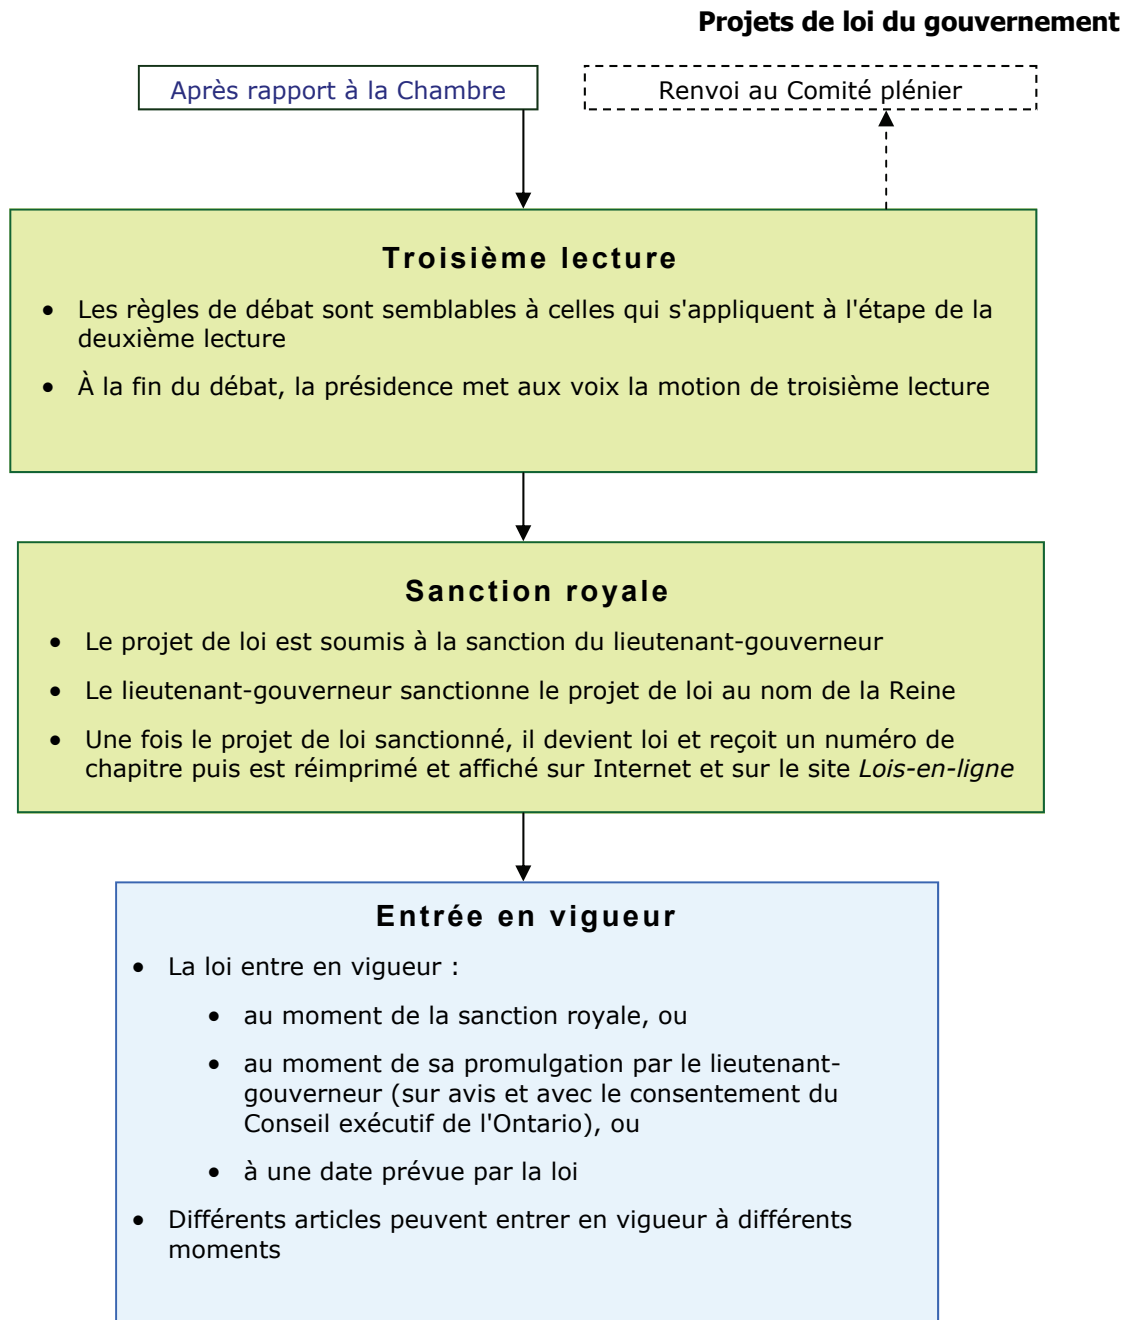 Projets de loi du gouvernement
Après rapport à la Chambre
Renvoi au Comité plénier
Troisième lecture
• Les règles de débat sont semblables à celles qui s'appliquent à l'étape de la
deuxième lecture
• À la fin du débat, la présidence met aux voix la motion de troisième lecture
Sanction royale
• Le projet de loi est soumis à la sanction du lieutenant-gouverneur
• Le lieutenant-gouverneur sanctionne le projet de loi au nom de la Reine
• Une fois le projet de loi sanctionné, il devient loi et reçoit un numéro de
chapitre puis est réimprimé et affiché sur Internet et sur le site Lois-en-ligne
Entrée en vigueur
• La loi entre en vigueur :
• au moment de la sanction royale, ou
• au moment de sa promulgation par le lieutenant-
gouverneur (sur avis et avec le consentement du
Conseil exécutif de l'Ontario), ou
• à une date prévue par la loi
• Différents articles peuvent entrer en vigueur à différents
moments